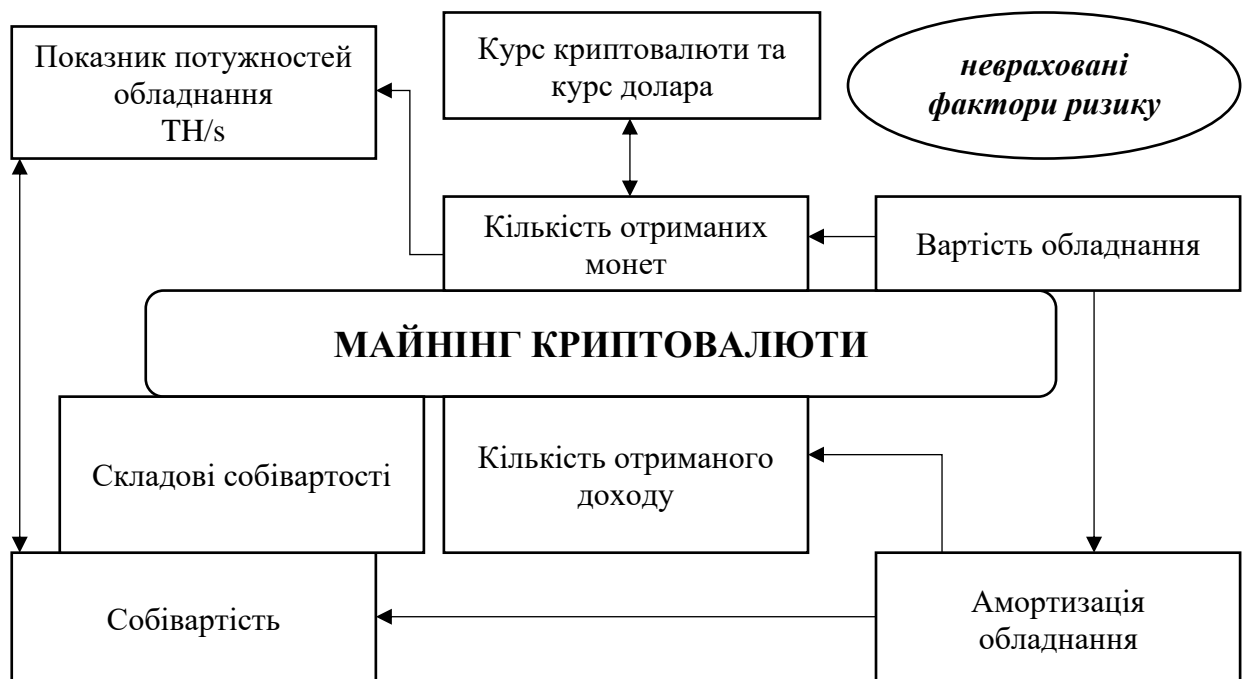 Показник потужностей
обладнання
TH/s
Курс криптовалюти та
курс долара
невраховані
фактори ризику
Кількість отриманих
монет
Вартість обладнання
МАЙНІНГ КРИПТОВАЛЮТИ
Складові собівартості
Кількість отриманого
доходу
Собівартість
Амортизація
обладнання